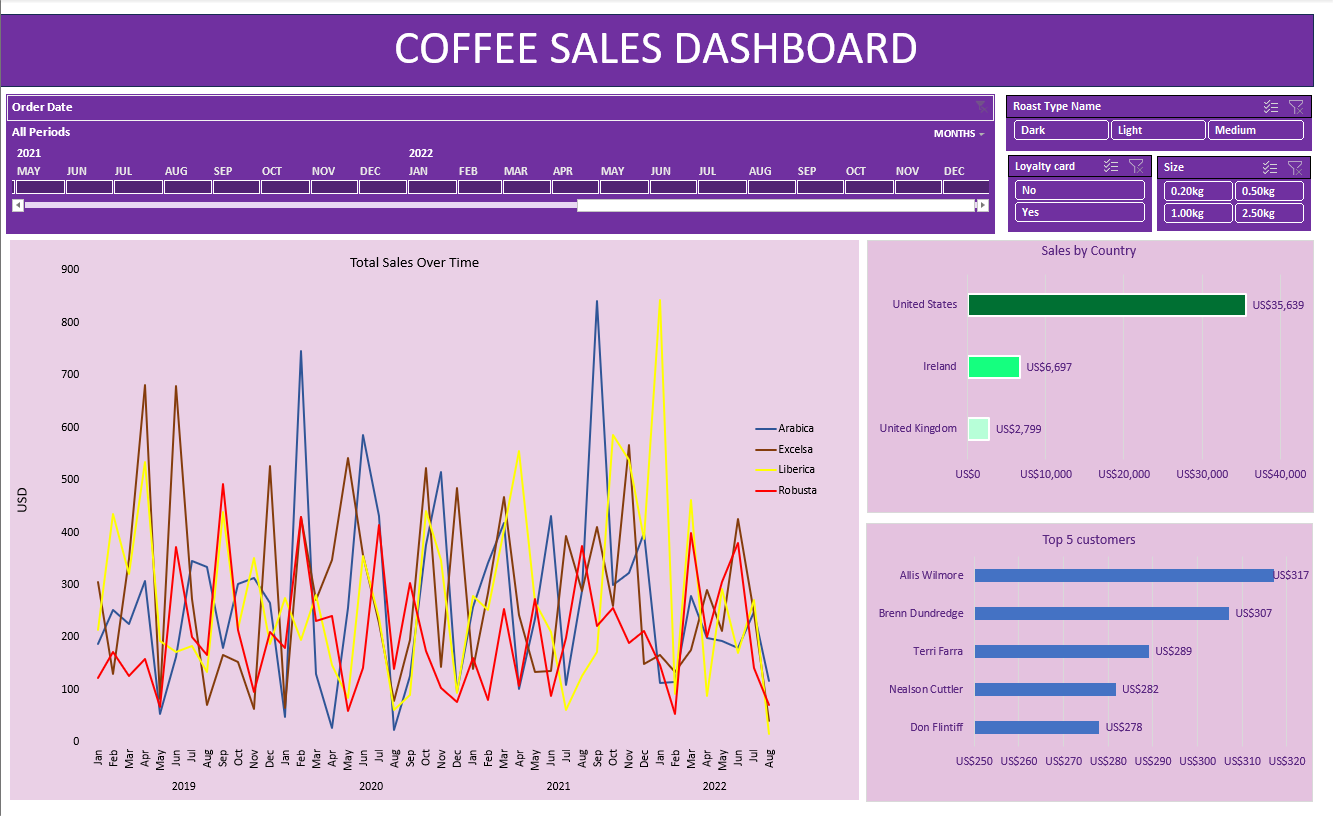 COFFEE SALES DASHBOARD
Order Date
All Periods
MONTHS
2021 2022
MAY JUN JUL AUG SEP OCT NOV DEC JAN FEB MAR APR MAY JUN JUL AUG SEP OCT NOV DEC
Roast Type Name
Dark Light Medium
Loyalty card
No
Yes
Size
0.20kg 0.50kg
1.00kg 2.50kg
Total Sales Over Time
900
800
700
600
500
400
300
200
100
0
USD
Jan Feb Mar Apr May Jun Jul Aug Sep Oct Nov Dec Jan Feb Mar Apr May Jun Jul Aug Sep Oct Nov Dec Jan Feb Mar Apr May Jun Jul Aug Sep Oct Nov Dec Jan Feb Mar Apr May Jun Jul Aug
2019 2020 2021 2022
Arabica
Excelsa
Liberica
Robusta
Sales by Country
United States US$35,639
Ireland US$6,697
United Kingdom US$2,799
US$0 US$10,000 US$20,000 US$30,000 US$40,000
Top 5 customers
Allis Wilmore US$317
Brenn Dundredge US$307
Terri Farra US$289
Nealson Cuttler US$282
Don Flintiff US$278
US$250 US$260 US$270 US$280 US$290 US$300 US$310 US$320